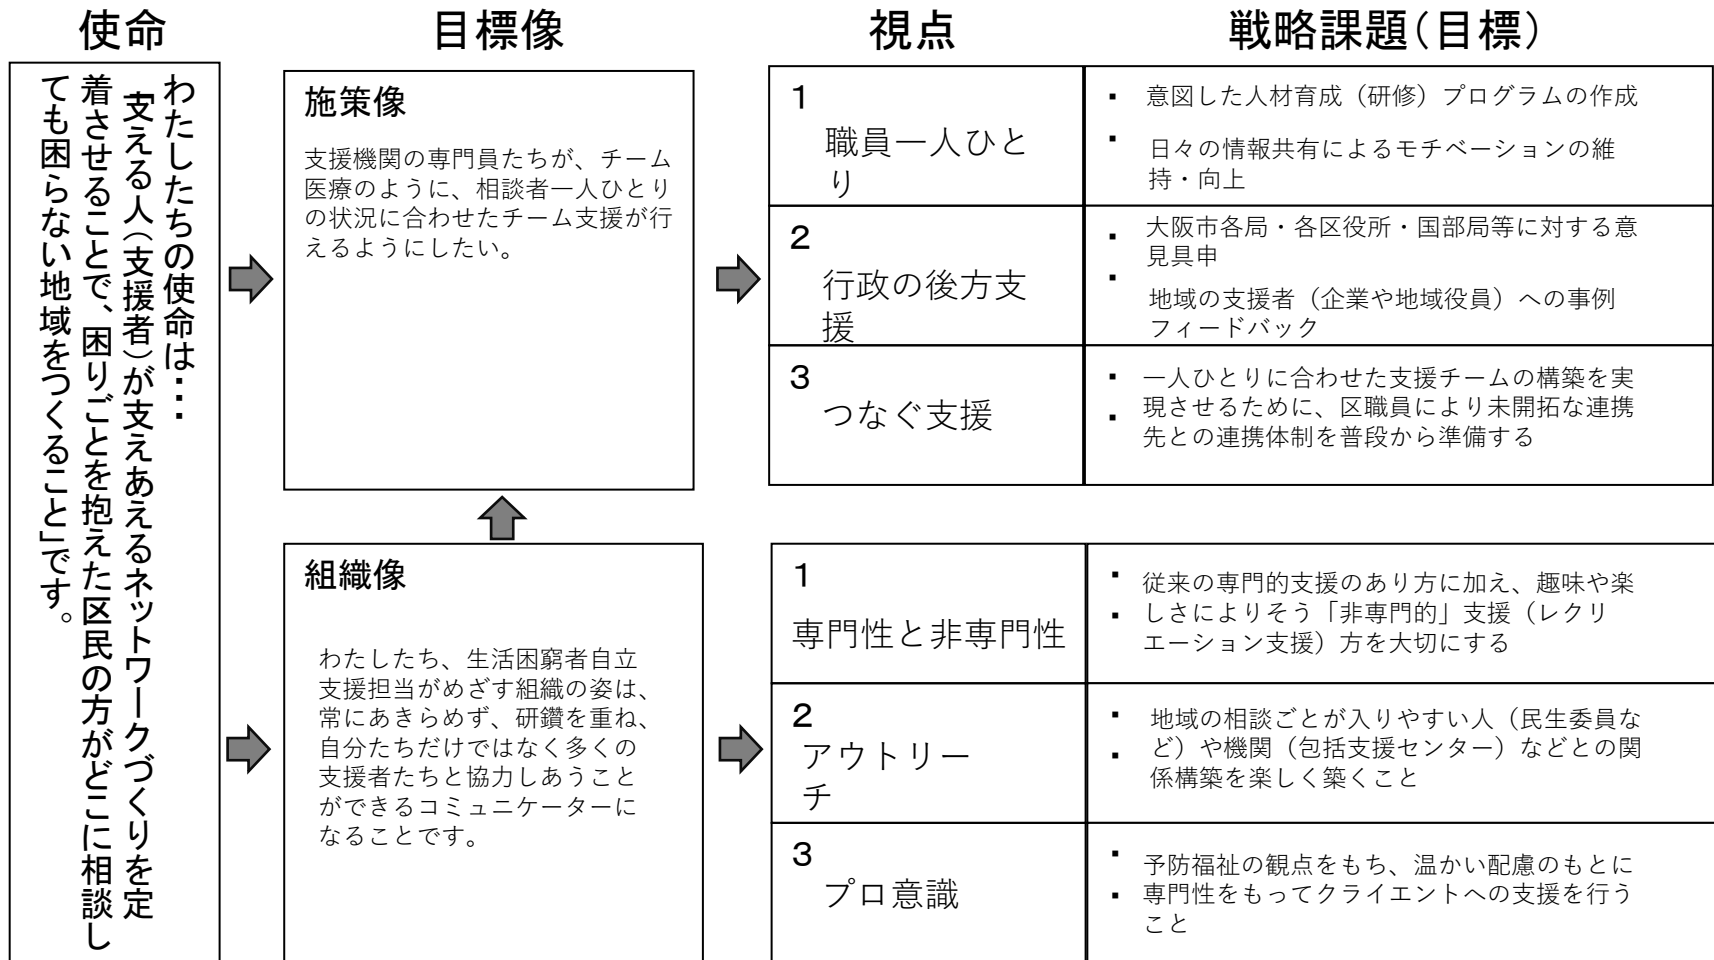 使命
目標像
視点
戦略課題(目標)
わたしたちの使命は・・・
「支える人(支援者)が支えあえるネットワークづくりを定
着させることで、困りごとを抱えた区民の方がどこに相談し
ても困らない地域をつくること」です。
施策像
支援機関の専門員たちが、チーム
医療のように、相談者一人ひとり
の状況に合わせたチーム支援が行
えるようにしたい。
1
職員一人ひと
り
▪ 意図した人材育成（研修）プログラムの作成
▪ 日々の情報共有によるモチベーションの維
持・向上
2
行政の後方支
援
▪ 大阪市各局・各区役所・国部局等に対する意
見具申
▪ 地域の支援者（企業や地域役員）への事例
フィードバック
3
つなぐ支援
▪ 一人ひとりに合わせた支援チームの構築を実
▪ 現させるために、区職員により未開拓な連携
先との連携体制を普段から準備する
組織像
わたしたち、生活困窮者自立
支援担当がめざす組織の姿は、
常にあきらめず、研鑽を重ね、
自分たちだけではなく多くの
支援者たちと協力しあうこと
ができるコミュニケーターに
なることです。
1
専門性と非専門性
▪ 従来の専門的支援のあり方に加え、趣味や楽
▪ しさによりそう「非専門的」支援（レクリ
エーション支援）方を大切にする
2
アウトリー
チ
▪ 地域の相談ごとが入りやすい人（民生委員な
▪ ど）や機関（包括支援センター）などとの関
係構築を楽しく築くこと
3
プロ意識
▪ 予防福祉の観点をもち、温かい配慮のもとに
▪ 専門性をもってクライエントへの支援を行う
こと